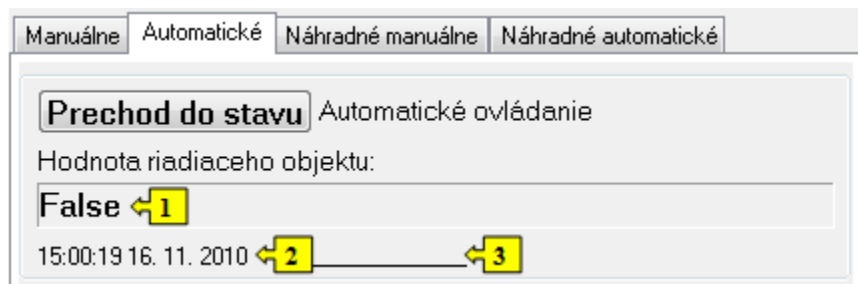 Manuálne Automatické Náhradné manuálne Náhradné automatické
Prechod do stavu Automatické ovládanie
Hodnota riadiaceho objektu:
False 1
15:00:19 16. 11. 2010 2 ______________ 3